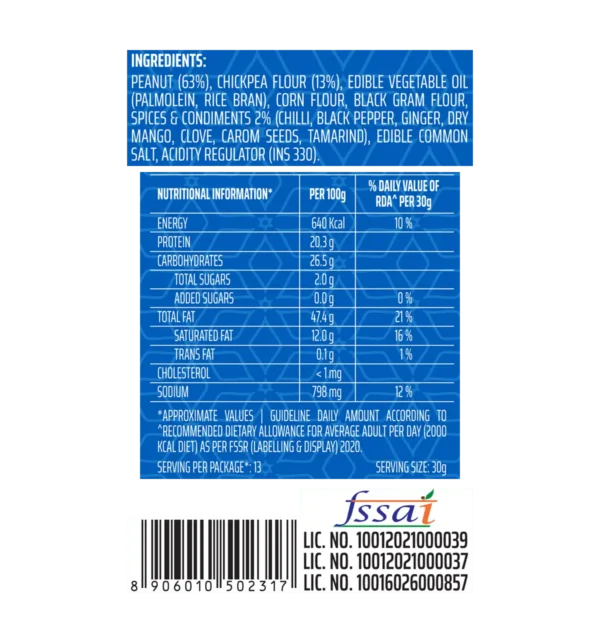 INGREDIENTS:
PEANUT (63%), CHICKPEA FLOUR (13%), EDIBLE VEGETABLE OIL
(PALMOLEIN, RICE BRAN), CORN FLOUR, BLACK GRAM FLOUR,
SPICES & CONDIMENTS 2% (CHILLI, BLACK PEPPER, GINGER, DRY
MANGO, CLOVE, CAROM SEEDS, TAMARIND), EDIBLE COMMON
SALT, ACIDITY REGULATOR (INS 330).
NUTRITIONAL INFORMATION* PER 100g % DAILY VALUE OF
RDA^ PER 30g
ENERGY 640 Kcal 10 %
PROTEIN 20.3 g
CARBOHYDRATES 26.5 g
TOTAL SUGARS 2.0 g
ADDED SUGARS 0.0 g 0 %
TOTAL FAT 47.4 g 21 %
SATURATED FAT 12.0 g 16 %
TRANS FAT 0.1 g 1 %
CHOLESTEROL < 1 mg
SODIUM 798 mg 12 %
*APPROXIMATE VALUES | GUIDELINE DAILY AMOUNT ACCORDING TO
^RECOMMENDED DIETARY ALLOWANCE FOR AVERAGE ADULT PER DAY (2000
KCAL DIET) AS PER FSSR (LABELLING & DISPLAY) 2020.
SERVING PER PACKAGE*: 13 SERVING SIZE: 30g
fssai
LIC. NO. 10012021000039
LIC. NO. 10012021000037
LIC. NO. 10016026000857
8 906010 502317